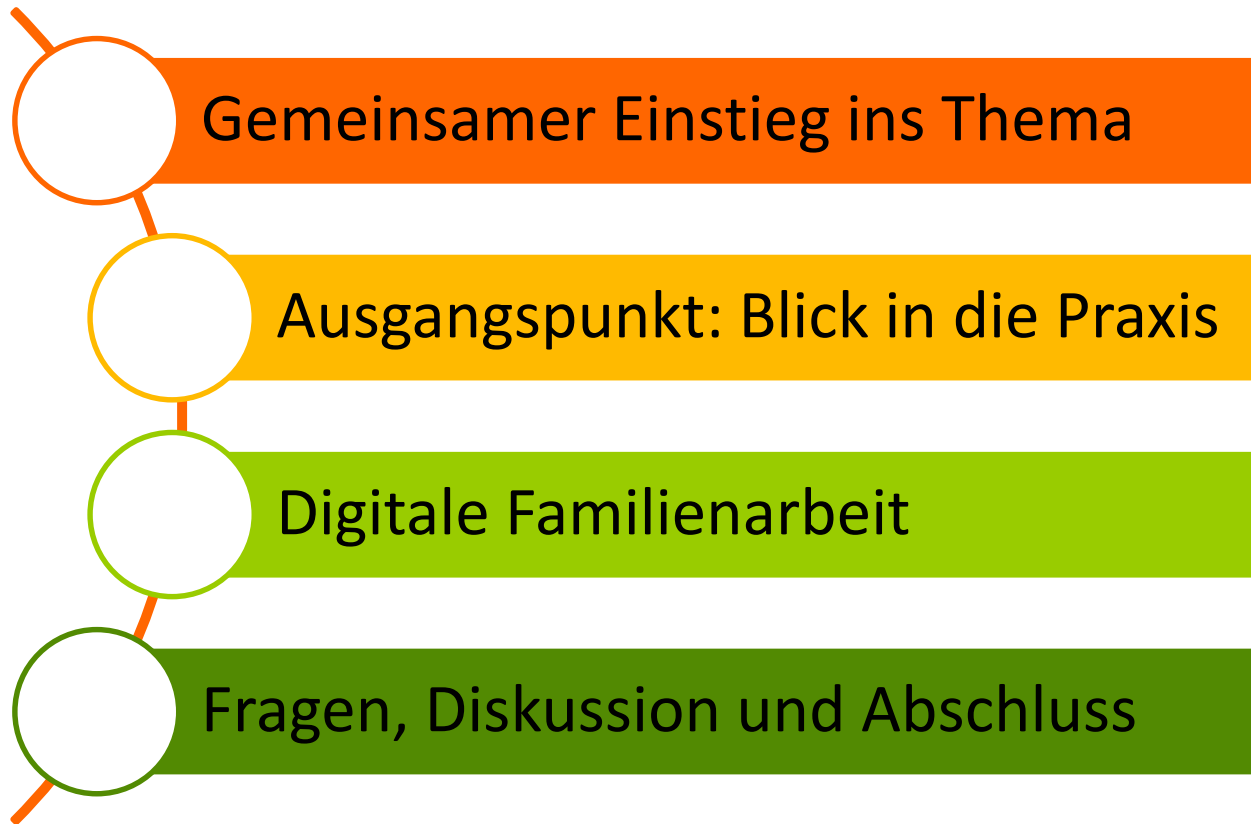 Gemeinsamer Einstieg ins Thema
Ausgangspunkt: Blick in die Praxis
Digitale Familienarbeit
Fragen, Diskussion und Abschluss